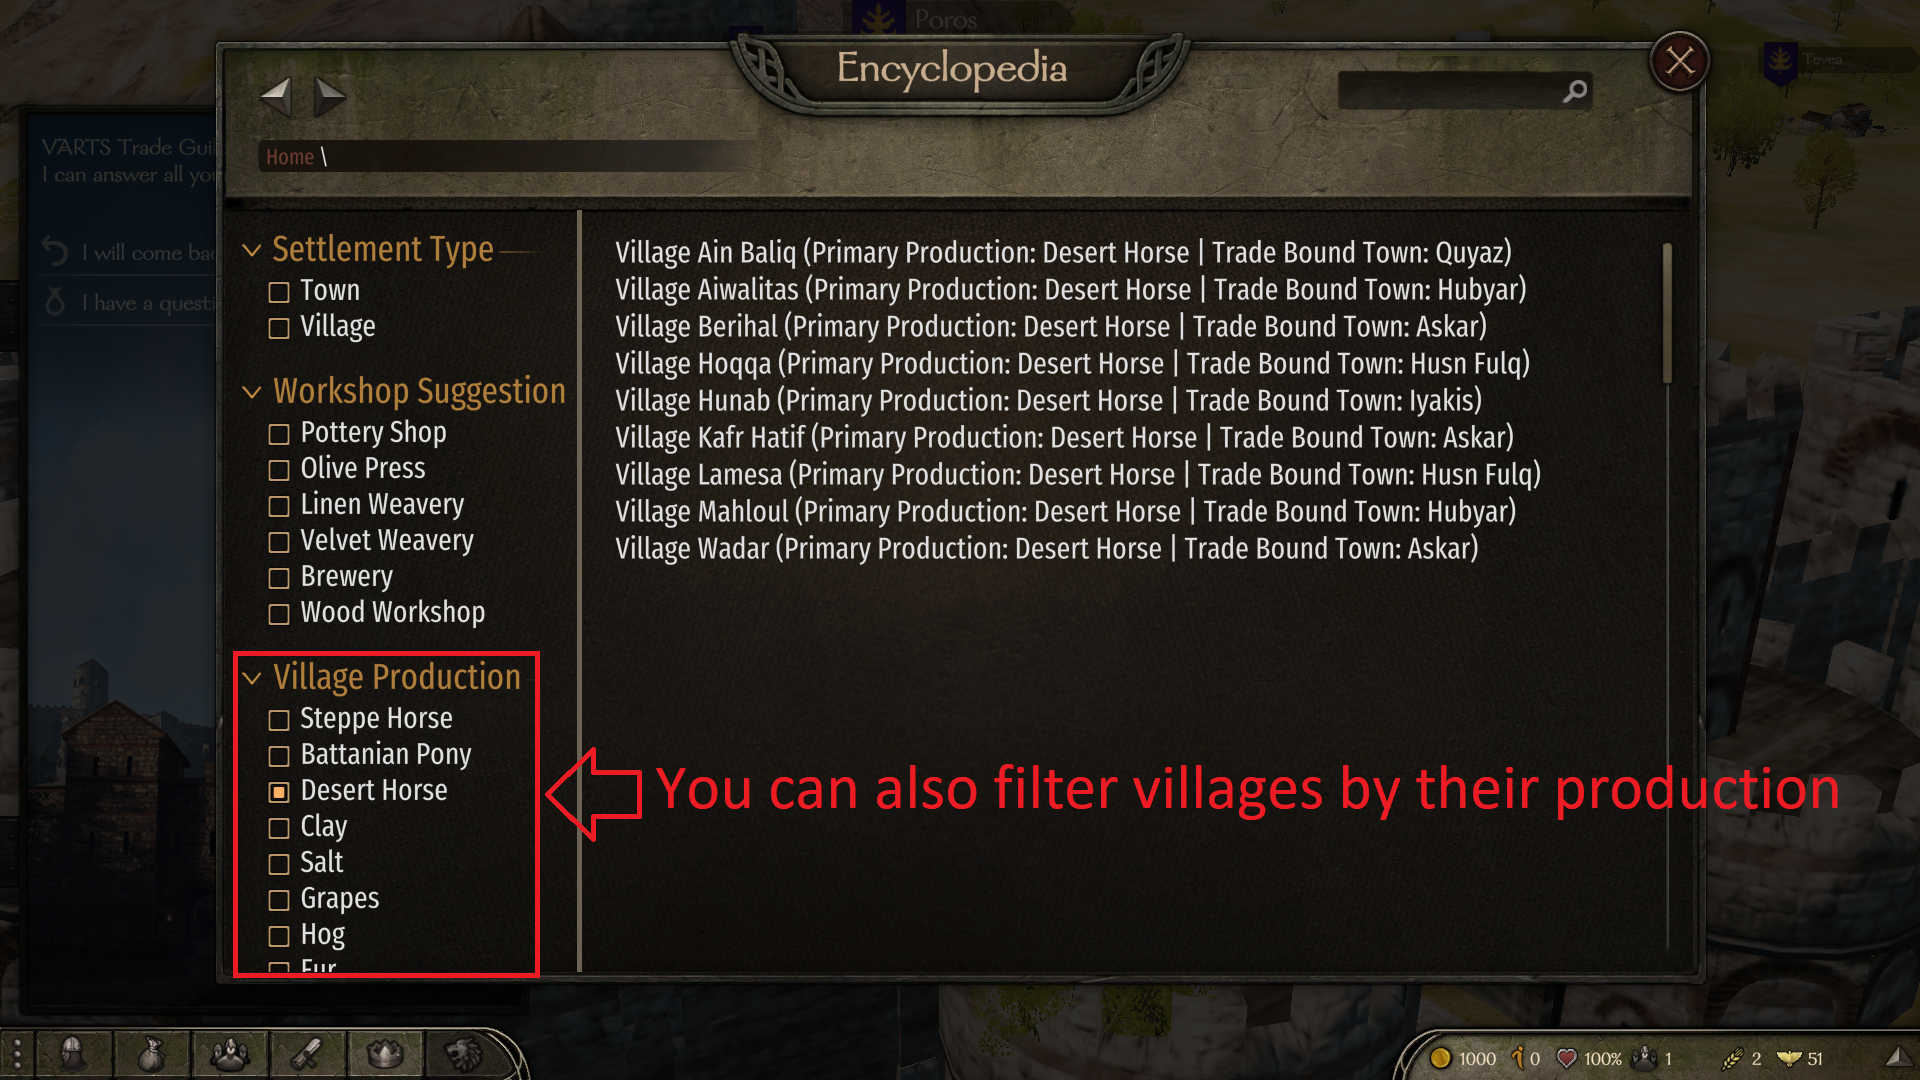 Poros
Encyclopedia
Tevea
VARTS Trade Gui
I can answer all you
Home \
I will come bac
I have a questi
Settlement Type
Town
Village
Workshop Suggestion
Pottery Shop
Olive Press
Linen Weavery
Velvet Weavery
Brewery
Wood Workshop
Village Production
Steppe Horse
Battanian Pony
Desert Horse
Clay
Salt
Grapes
Hog
Fur
Village Ain Baliq (Primary Production: Desert Horse | Trade Bound Town: Quyaz)
Village Aiwalitas (Primary Production: Desert Horse | Trade Bound Town: Hubyar)
Village Berihal (Primary Production: Desert Horse | Trade Bound Town: Askar)
Village Hoqqa (Primary Production: Desert Horse | Trade Bound Town: Husn Fulq)
Village Hunab (Primary Production: Desert Horse | Trade Bound Town: Iyakis)
Village Kafr Hatif (Primary Production: Desert Horse | Trade Bound Town: Askar)
Village Lamesa (Primary Production: Desert Horse | Trade Bound Town: Husn Fulq)
Village Mahloul (Primary Production: Desert Horse | Trade Bound Town: Hubyar)
Village Wadar (Primary Production: Desert Horse | Trade Bound Town: Askar)
You can also filter villages by their production
1000 0 100% 1 2 51